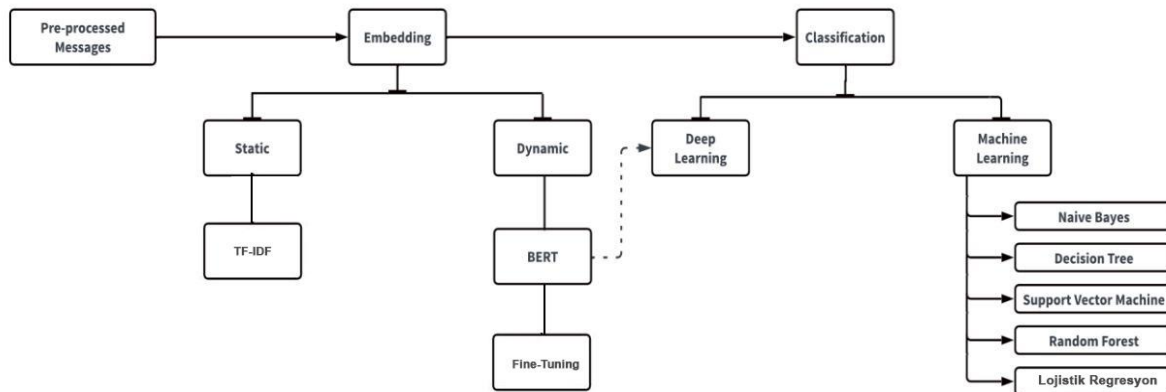 Pre-processed
Messages
Embedding
Classification
Static
Dynamic
Deep
Learning
Machine
Learning
TF-IDF
BERT
Fine-Tuning
Naive Bayes
Decision Tree
Support Vector Machine
Random Forest
Lojistik Regresyon